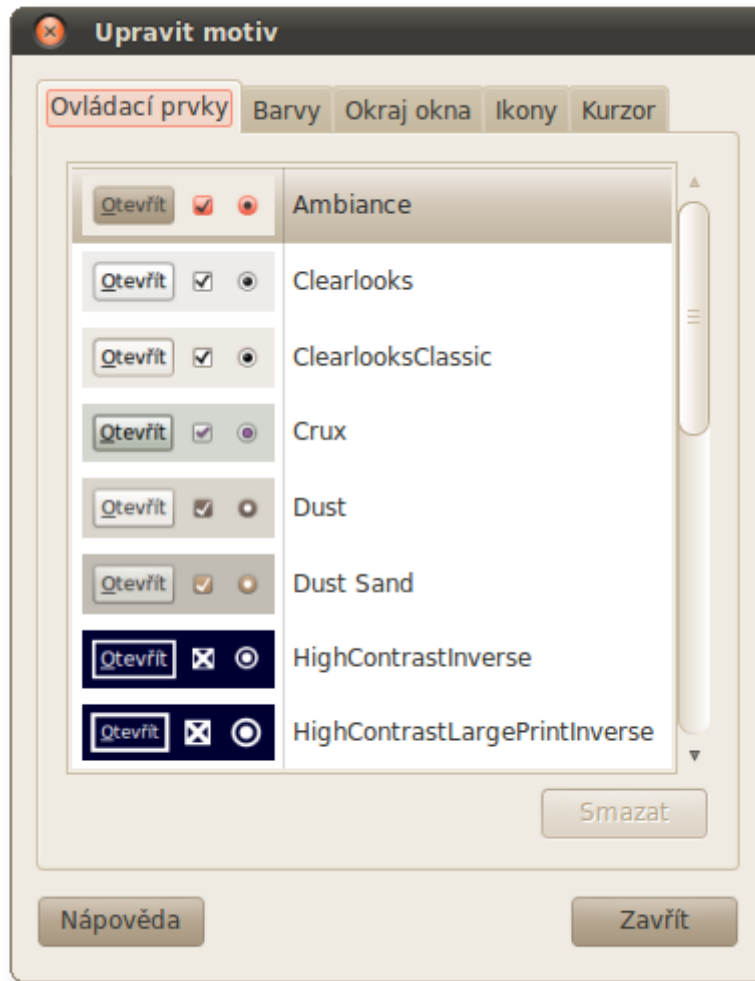 Upravit motiv
Ovládací prvky Barvy Okraj okna Ikony Kurzor
Otevřít Ambiance
Otevřít Clearlooks
Otevřít ClearlooksClassic
Otevřít Crux
Otevřít Dust
Otevřít Dust Sand
Otevřít HighContrastInverse
Otevřít HighContrastLargePrintInverse
Smazat
Nápověda Zavřít